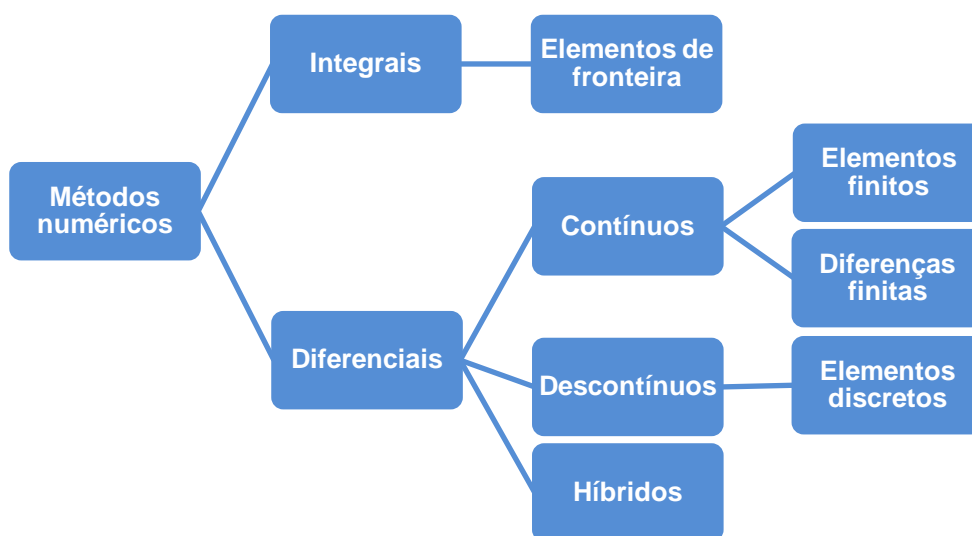 Integrais
Elementos de
fronteira
Métodos
numéricos
Elementos
finitos
Contínuos
Diferenças
finitas
Diferenciais
Descontínuos
Elementos
discretos
Híbridos